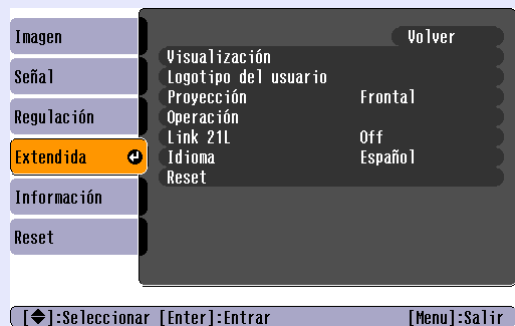 Imagen
Señal
Regulación
Extendida
Información
Reset
Volver
Visualización
Logotipo del usuario
Proyección Frontal
Operación
Link 21L Off
Idioma Español
Reset
[◆]:Seleccionar [Enter]:Entrar [Menu]:Salir